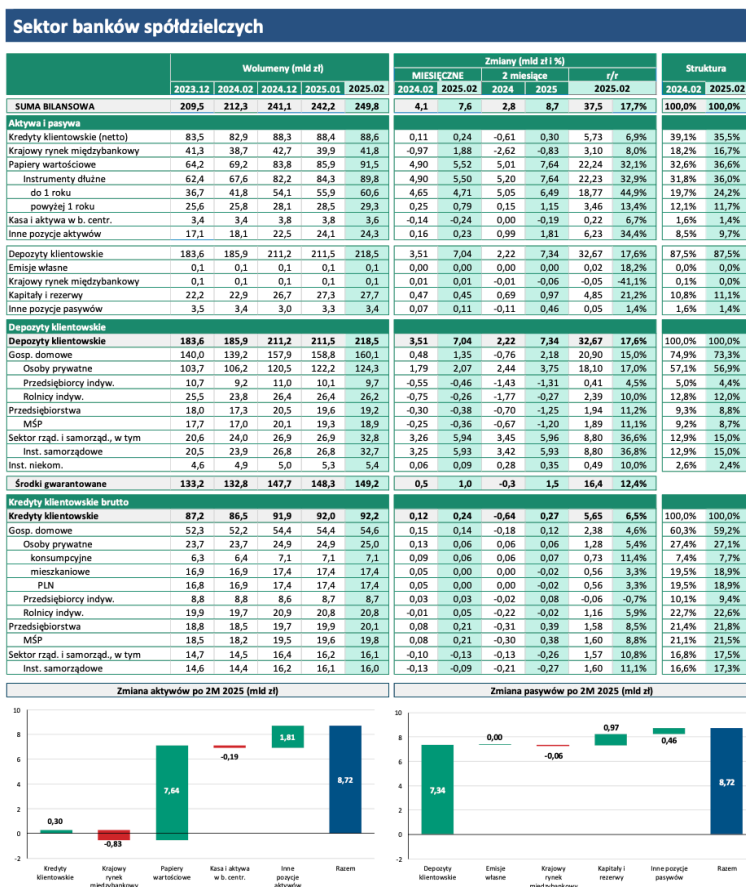 Sektor banków spółdzielczych
Wolumeny (mld zł) Zmiany (mld zł i %) Struktura
MIESIĘCZNE 2 miesiące r/r
2023.12 2024.02 2024.12 2025.01 2025.02 2024.02 2025.02 2024 2025 2025.02 2024.02 2025.02
SUMA BILANSOWA 209,5 212,3 241,1 242,2 249,8 4,1 7,6 2,8 8,7 37,5 17,7% 100,0% 100,0%
Aktywa i pasywa
Kredyty klientowskie (netto) 83,5 82,9 88,3 88,4 88,6 0,11 0,24 -0,61 0,30 5,73 6,9% 39,1% 35,5%
Krajowy rynek międzybankowy 41,3 38,7 42,7 39,9 41,8 -0,97 1,88 -2,62 -0,83 3,10 8,0% 18,2% 16,7%
Papiery wartościowe 64,2 69,2 83,8 85,9 91,5 4,90 5,52 5,01 7,64 22,24 32,1% 32,6% 36,6%
Instrumenty dłużne 62,4 67,6 82,2 84,3 89,8 4,90 5,50 5,20 7,64 22,23 32,9% 31,8% 36,0%
do 1 roku 36,7 41,8 54,1 55,9 60,6 4,65 4,71 5,05 6,49 18,77 44,9% 19,7% 24,2%
powyżej 1 roku 25,6 25,8 28,1 28,5 29,3 0,25 0,79 0,15 1,15 3,46 13,4% 12,1% 11,7%
Kasa i aktywa w b. centr. 3,4 3,4 3,8 3,8 3,6 -0,14 -0,24 0,00 -0,19 0,22 6,7% 1,6% 1,4%
Inne pozycje aktywów 17,1 18,1 22,5 24,1 24,3 0,16 0,23 0,99 1,81 6,23 34,4% 8,5% 9,7%
Depozyty klientowskie 183,6 185,9 211,2 211,5 218,5 3,51 7,04 2,22 7,34 32,67 17,6% 87,5% 87,5%
Emisje własne 0,1 0,1 0,1 0,1 0,1 0,00 0,00 0,00 0,00 0,02 18,2% 0,0% 0,0%
Krajowy rynek międzybankowy 0,1 0,1 0,1 0,1 0,1 0,01 0,01 -0,01 -0,06 -0,05 -41,1% 0,1% 0,0%
Kapitały i rezerwy 22,2 22,9 26,7 27,3 27,7 0,47 0,45 0,69 0,97 4,85 21,2% 10,8% 11,1%
Inne pozycje pasywów 3,5 3,4 3,0 3,3 3,4 0,07 0,11 -0,11 0,46 0,05 1,4% 1,6% 1,4%
Depozyty klientowskie
Depozyty klientowskie 183,6 185,9 211,2 211,5 218,5 3,51 7,04 2,22 7,34 32,67 17,6% 100,0% 100,0%
Gosp. domowe 140,0 139,2 157,9 158,8 160,1 0,48 1,35 -0,76 2,18 20,90 15,0% 74,9% 73,3%
Osoby prywatne 103,7 106,2 120,5 122,2 124,3 1,79 2,07 2,44 3,75 18,10 17,0% 57,1% 56,9%
Przedsiębiorcy indyw. 10,7 9,2 11,0 10,1 9,7 -0,55 -0,46 -1,43 -1,31 0,41 4,5% 5,0% 4,4%
Rolnicy indyw. 25,5 23,8 26,4 26,4 26,2 -0,75 -0,26 -1,77 -0,27 2,39 10,0% 12,8% 12,0%
Przedsiębiorstwa 18,0 17,3 20,5 19,6 19,2 -0,30 -0,38 -0,70 -1,25 1,94 11,2% 9,3% 8,8%
MŚP 17,7 17,0 20,1 19,3 18,9 -0,25 -0,36 -0,67 -1,20 1,89 11,1% 9,2% 8,7%
Sektor rząd. i samorząd., w tym 20,6 24,0 26,9 26,9 32,8 3,26 5,94 3,45 5,96 8,80 36,6% 12,9% 15,0%
Inst. samorządowe 20,5 23,9 26,8 26,8 32,7 3,25 5,93 3,42 5,93 8,80 36,8% 12,9% 15,0%
Inst. niekom. 4,6 4,9 5,0 5,3 5,4 0,06 0,09 0,28 0,35 0,49 10,0% 2,6% 2,4%
Środki gwarantowane 133,2 132,8 147,7 148,3 149,2 0,5 1,0 -0,3 1,5 16,4 12,4%
Kredyty klientowskie brutto
Kredyty klientowskie 87,2 86,5 91,9 92,0 92,2 0,12 0,24 -0,64 0,27 5,65 6,5% 100,0% 100,0%
Gosp. domowe 52,3 52,2 54,4 54,4 54,6 0,15 0,14 -0,18 0,12 2,38 4,6% 60,3% 59,2%
Osoby prywatne 23,7 23,7 24,9 24,9 25,0 0,13 0,06 0,06 0,06 1,28 5,4% 27,4% 27,1%
konsumpcyjne 6,3 6,4 7,1 7,1 7,1 0,09 0,06 0,06 0,07 0,73 11,4% 7,4% 7,7%
mieszkaniowe 16,9 16,9 17,4 17,4 17,4 0,05 0,00 0,00 -0,02 0,56 3,3% 19,5% 18,9%
PLN 16,8 16,9 17,4 17,4 17,4 0,05 0,00 0,00 -0,02 0,56 3,3% 19,5% 18,9%
Przedsiębiorcy indyw. 8,8 8,8 8,6 8,7 8,7 0,03 0,03 -0,02 0,08 -0,06 -0,7% 10,1% 9,4%
Rolnicy indyw. 19,9 19,7 20,9 20,8 20,8 -0,01 0,05 -0,22 -0,02 1,16 5,9% 22,7% 22,6%
Przedsiębiorstwa 18,8 18,5 19,7 19,9 20,1 0,08 0,21 -0,31 0,39 1,58 8,5% 21,4% 21,8%
MŚP 18,5 18,2 19,5 19,6 19,8 0,08 0,21 -0,30 0,38 1,60 8,8% 21,1% 21,5%
Sektor rząd. i samorząd., w tym 14,7 14,5 16,4 16,2 16,1 -0,10 -0,13 -0,13 -0,26 1,57 10,8% 16,8% 17,5%
Inst. samorządowe 14,6 14,4 16,2 16,1 16,0 -0,13 -0,09 -0,21 -0,27 1,60 11,1% 16,6% 17,3%
Zmiana aktywów po 2M 2025 (mld zł) Zmiana pasywów po 2M 2025 (mld zł)
10
8
6
4
2
0
-2
0,30
-0,83
7,64
-0,19
1,81
8,72
Kredyty klientowskie
Krajowy rynek międzybankowy
Papiery wartościowe
Kasa i aktywa w b. centr.
Inne pozycje aktywów
Razem
10
8
6
4
2
0
-2
7,34
0,00
-0,06
0,97
0,46
8,72
Depozyty klientowskie
Emisje własne
Krajowy rynek międzybankowy
Kapitały i rezerwy
Inne pozycje pasywów
Razem